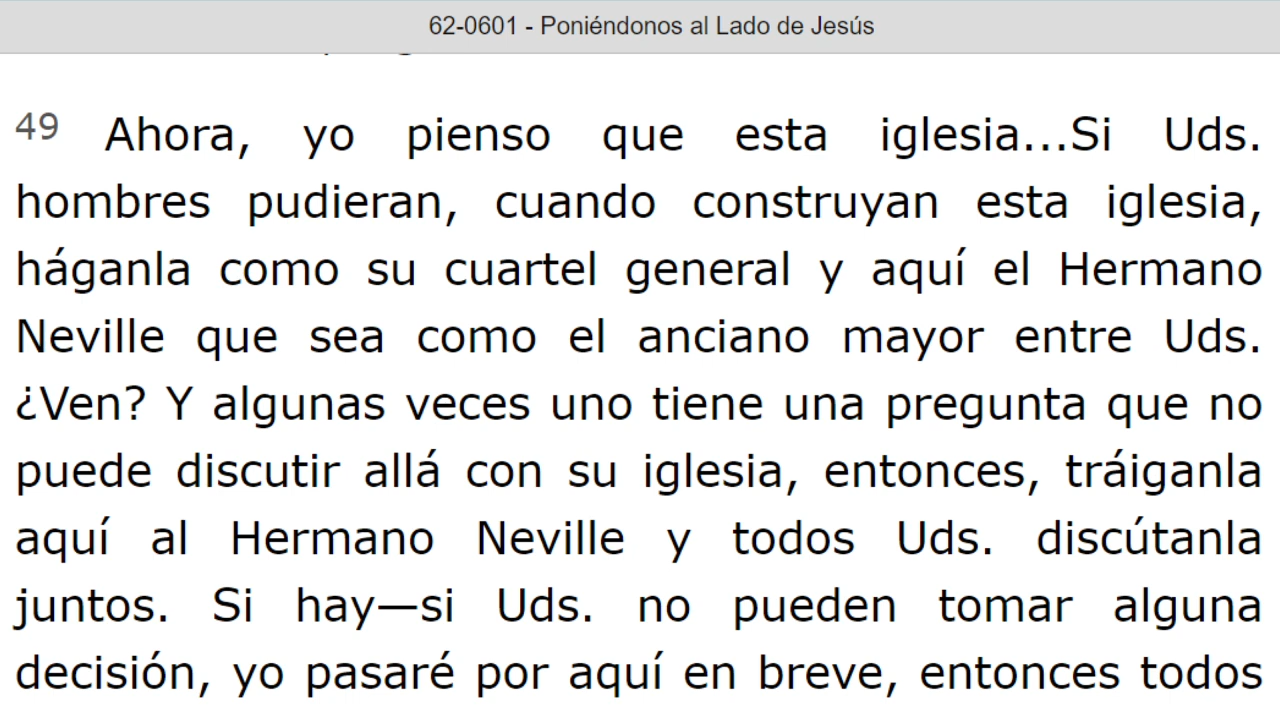 62-0601 - Poniéndonos al Lado de Jesús
49 Ahora, yo pienso que esta iglesia...Si Uds.
hombres pudieran, cuando construyan esta iglesia,
háganla como su cuartel general y aquí el Hermano
Neville que sea como el anciano mayor entre Uds.
¿Ven? Y algunas veces uno tiene una pregunta que no
puede discutir allá con su iglesia, entonces, tráiganla
aquí al Hermano Neville y todos Uds. discútanla
juntos. Si hay—si Uds. no pueden tomar alguna
decisión, yo pasaré por aquí en breve, entonces todos